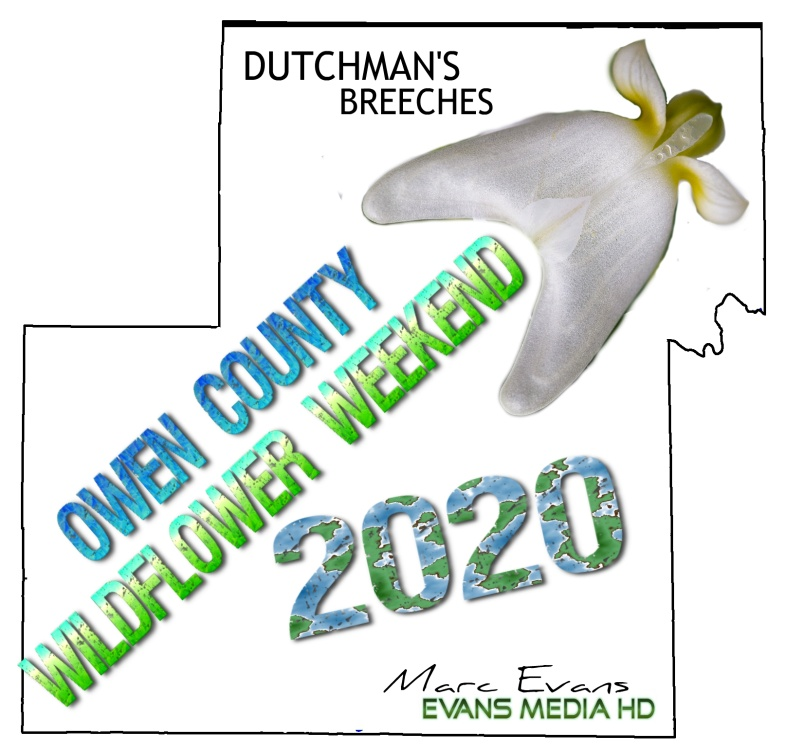 DUTCHMAN'S
BREECHES
OWEN COUNTY
WILDFLOWER WEEKEND
2020
Marc Evans
EVANS MEDIA HD